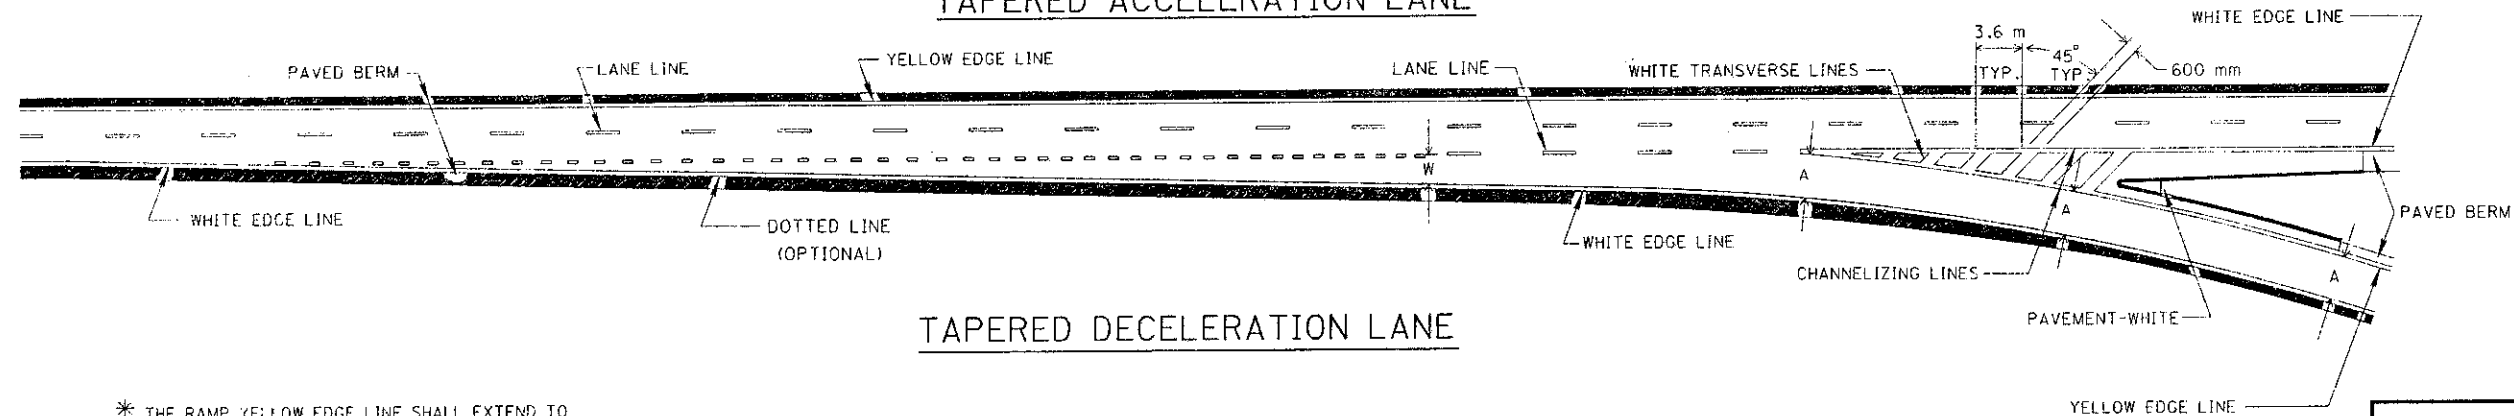 TAPERED ACCELERATION LANE
WHITE EDGE LINE
3.6 m
45°
PAVED BERM
LANE LINE
YELLOW EDGE LINE
LANE LINE
WHITE TRANSVERSE LINES
TYP.
TYP.
600 mm
W
A
WHITE EDGE LINE
DOTTED LINE
(OPTIONAL)
WHITE EDGE LINE
A
PAVED BERM
CHANNELIZING LINES
A
PAVEMENT-WHITE
TAPERED DECELERATION LANE
YELLOW EDGE LINE
* THE RAMP YELLOW EDGE LINE SHALL EXTEND TO